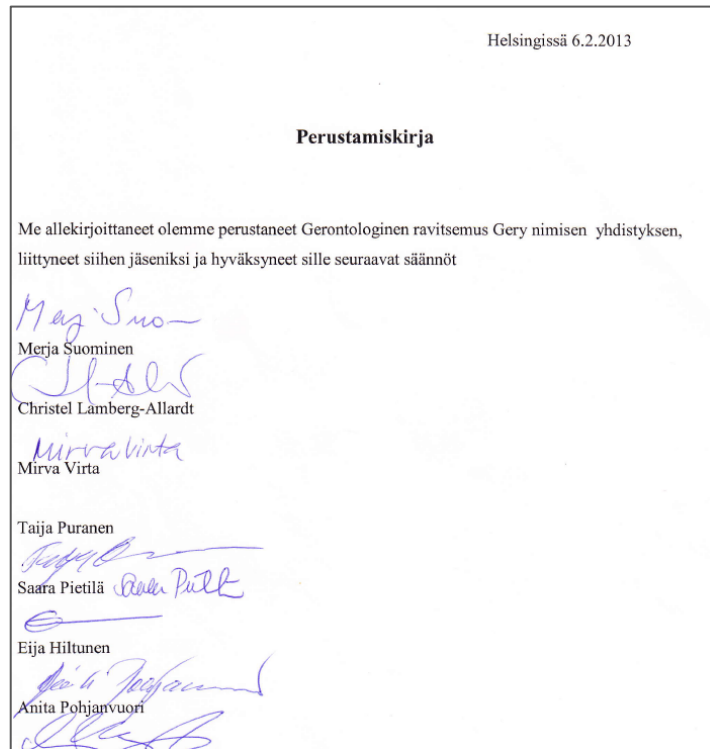 Helsingissä 6.2.2013
Perustamiskirja
Me allekirjoittaneet olemme perustaneet Gerontologinen ravitsemus Gery nimisen yhdistyksen,
liittyneet siihen jäseniksi ja hyväksyneet sille seuraavat säännöt
Merja Suominen
Christel Lamberg-Allardt
Mirva Virta
Mirva Virta
Taija Puranen
Saara Pietilä
Eija Hiltunen
Anita Pohjanvuori